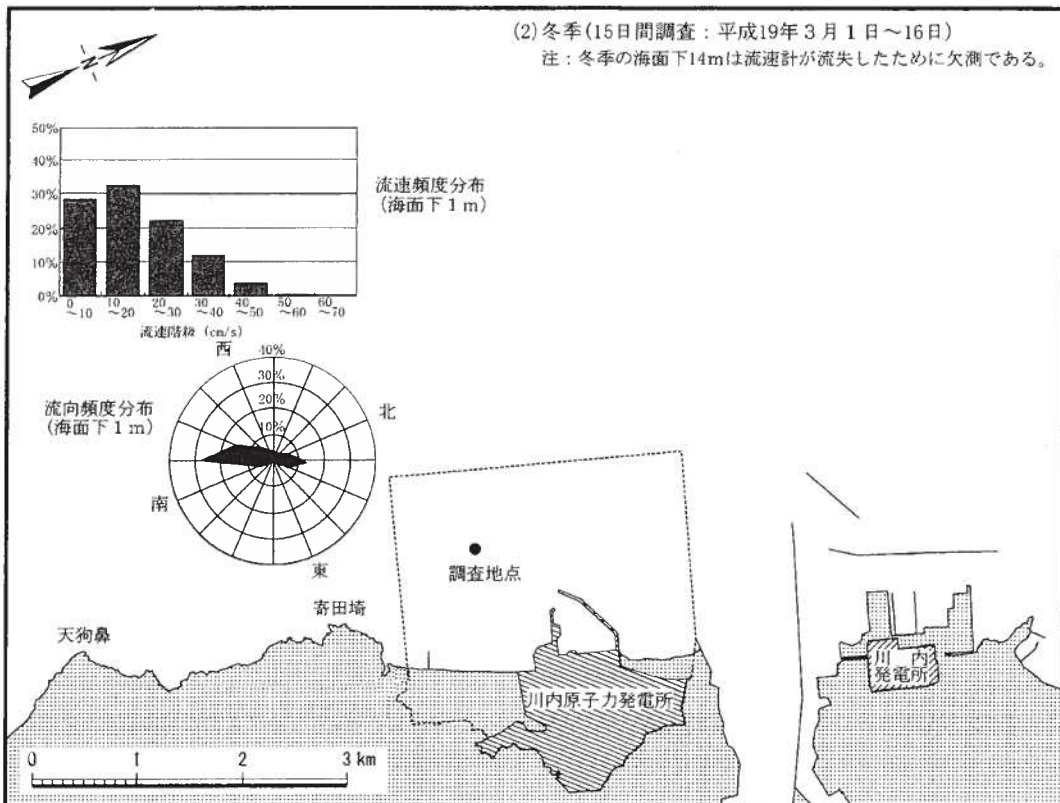 (2)冬季(15日間調査：平成19年3月1日～16日)
注：冬季の海面下14mは流速計が流失したために欠測である。
N
50%
40%
30%
20%
10%
0%
0～10
10～20
20～30
30～40
40～50
50～60
60～70
流速階級 (cm/s)
流速頻度分布
(海面下1m)
西
40%
30%
20%
10%
北
流向頻度分布
(海面下1m)
南
東
調査地点
寄田埼
天狗鼻
川内
発電所
川内原子力発電所
0 1 2 3 km